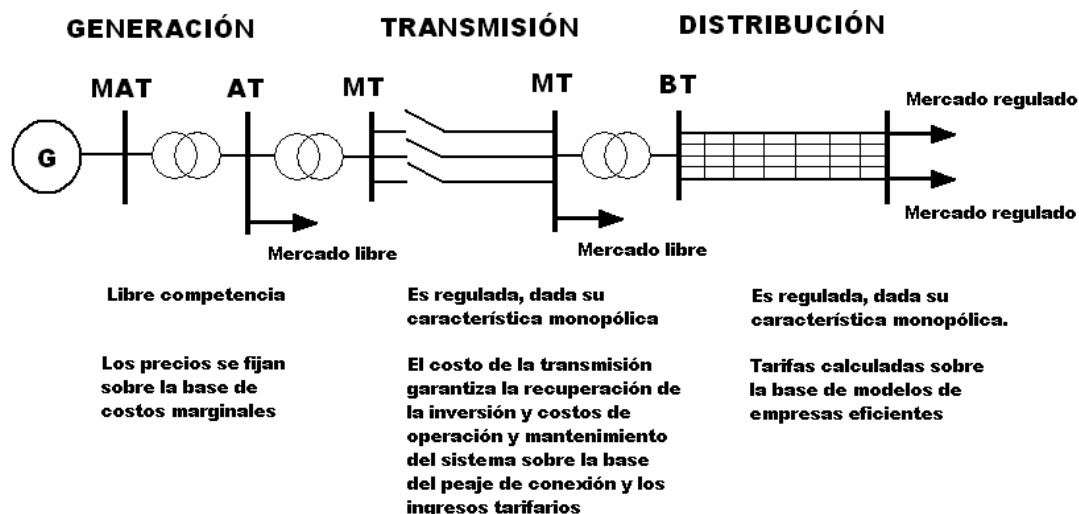 GENERACIÓN
TRANSMISIÓN
DISTRIBUCIÓN
MAT
AT
MT
MT
BT
G
Mercado regulado
Mercado regulado
Mercado libre
Mercado libre
Libre competencia
Los precios se fijan
sobre la base de
costos marginales
Es regulada, dada su
característica monopólica
El costo de la transmisión
garantiza la recuperación de
la inversión y costos de
operación y mantenimiento
del sistema sobre la base
del peaje de conexión y los
ingresos tarifarios
Es regulada, dada su
característica monopólica.
Tarifas calculadas sobre
la base de modelos de
empresas eficientes